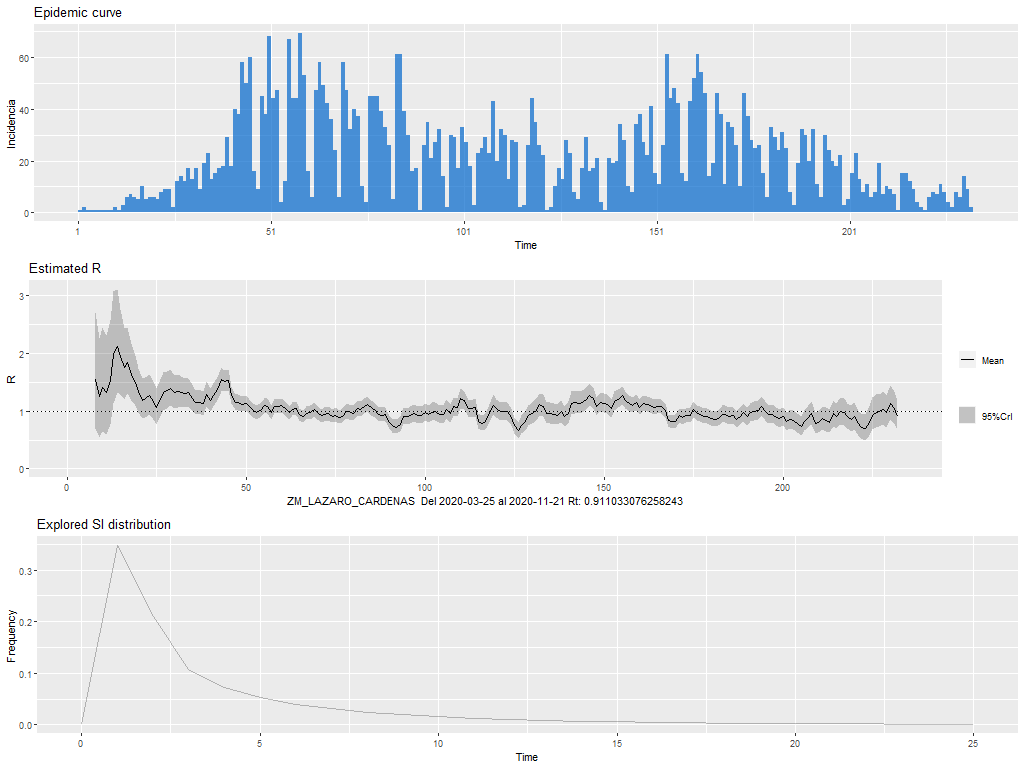 Epidemic curve
60
40
20
0
Incidencia
1
51
101
151
201
Time
Estimated R
3
2
1
0
R
Mean
95%CrI
0
50
100
150
200
ZM_LAZARO_CARDENAS Del 2020-03-25 al 2020-11-21 Rt: 0.911033076258243
Explored SI distribution
0.3
0.2
0.1
0.0
Frequency
0
5
10
15
20
25
Time